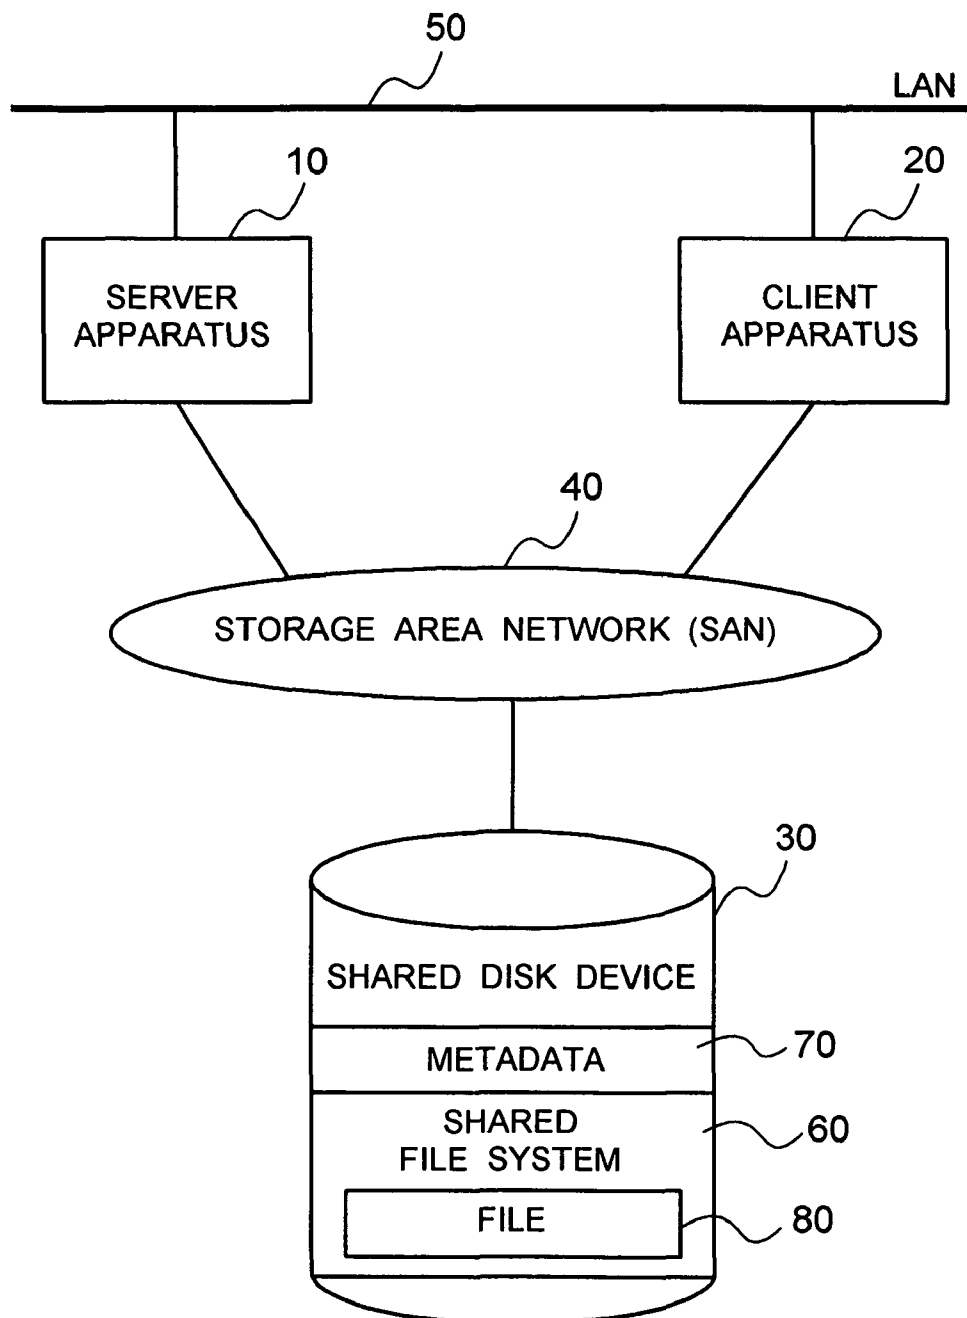 50
LAN
10
20
SERVER
APPARATUS
CLIENT
APPARATUS
40
STORAGE AREA NETWORK (SAN)
30
SHARED DISK DEVICE
METADATA
70
SHARED
FILE SYSTEM
60
FILE
80